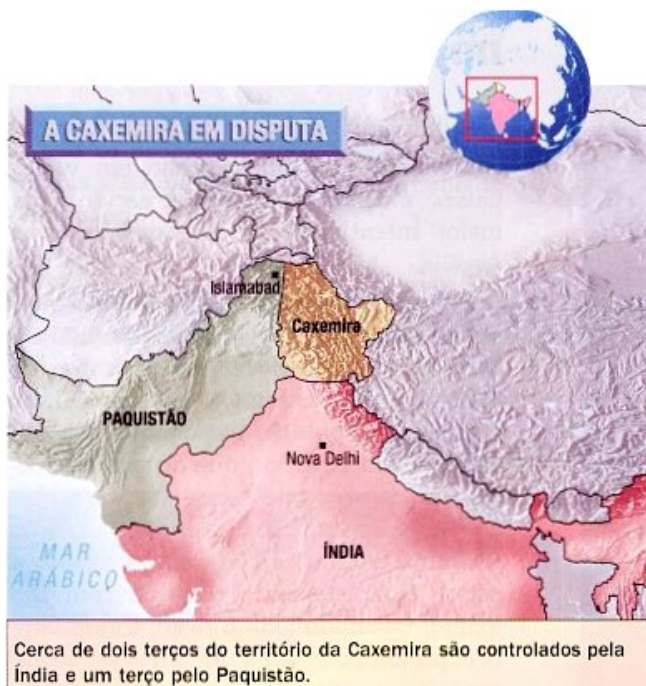 A CAXEMIRA EM DISPUTA
Islamabad
Caxemira
PAQUISTÃO
Nova Delhi
MAR
ARÁBICO
ÍNDIA
Cerca de dois terços do território da Caxemira são controlados pela
Índia e um terço pelo Paquistão.